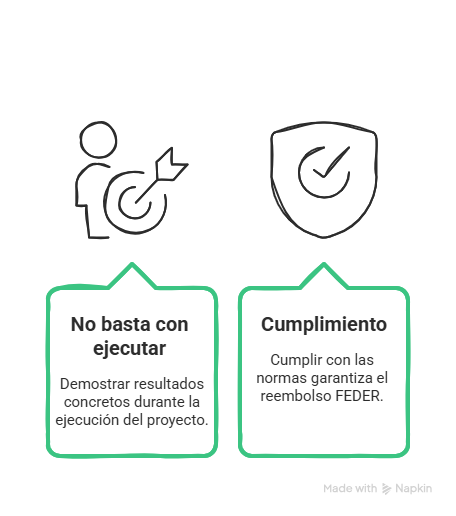 No basta con
ejecutar
Demostrar resultados
concretos durante la
ejecución del proyecto.
Cumplimiento
Cumplir con las
normas garantiza el
reembolso FEDER.
Made with Napkin